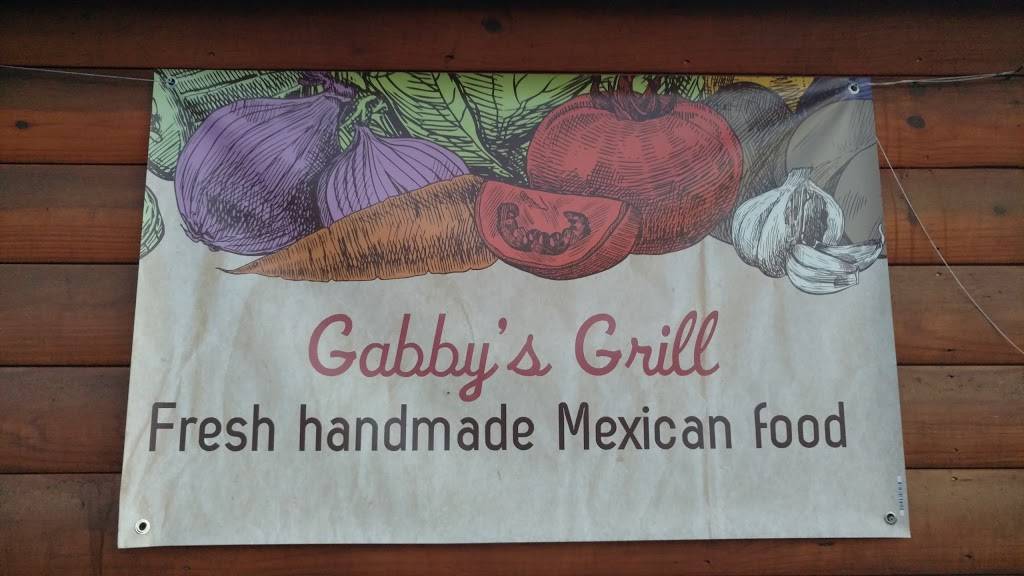 Gabby's Grill
Fresh handmade Mexican food